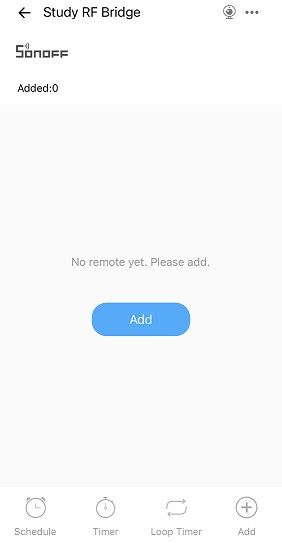 Study RF Bridge
SONOFF
Added:0
No remote yet. Please add.
Add
Schedule
Timer
Loop Timer
Add